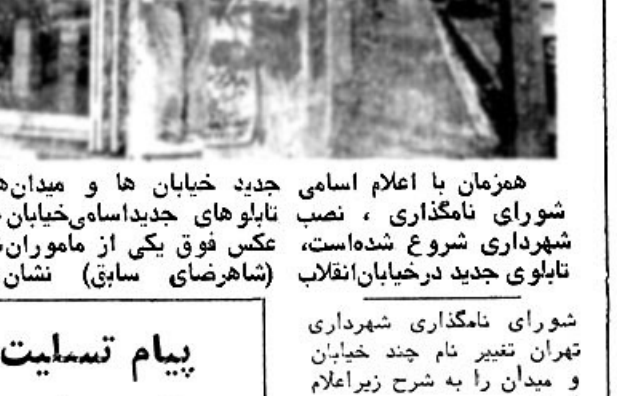 همزمان با اعلام اسامی جدید خیابان ها و میدان‌ها
شورای نامگذاری ، نصب تابلو های جدیداسامی‌خیابان
شهرداری شروع شده‌است، عکس فوق یکی از ماموران
تابلوی جدید درخیابان‌انقلاب (شاهرضای سابق) نشان
شورای نامگذاری شهرداری
تهران تغییر نام چند خیابان
و میدان را به شرح زیراعلام
پیام تسلیت